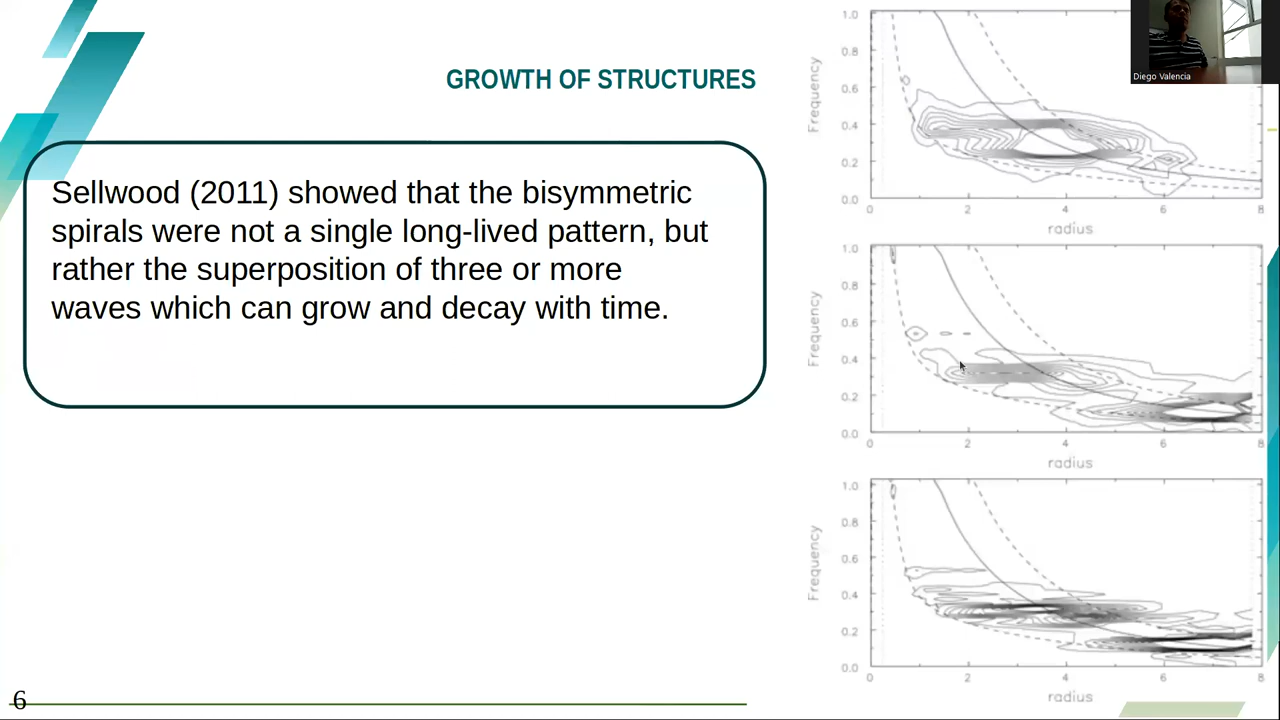 GROWTH OF STRUCTURES
Sellwood (2011) showed that the bisymmetric
spirals were not a single long-lived pattern, but
rather the superposition of three or more
waves which can grow and decay with time.
6
Diego Valencia
1.0
0.8
0.6
0.4
0.2
0.0
Frequency
0 2 4 6 8
radius
1.0
0.8
0.6
0.4
0.2
0.0
Frequency
0 2 4 6 8
radius
1.0
0.8
0.6
0.4
0.2
0.0
Frequency
0 2 4 6 8
radius